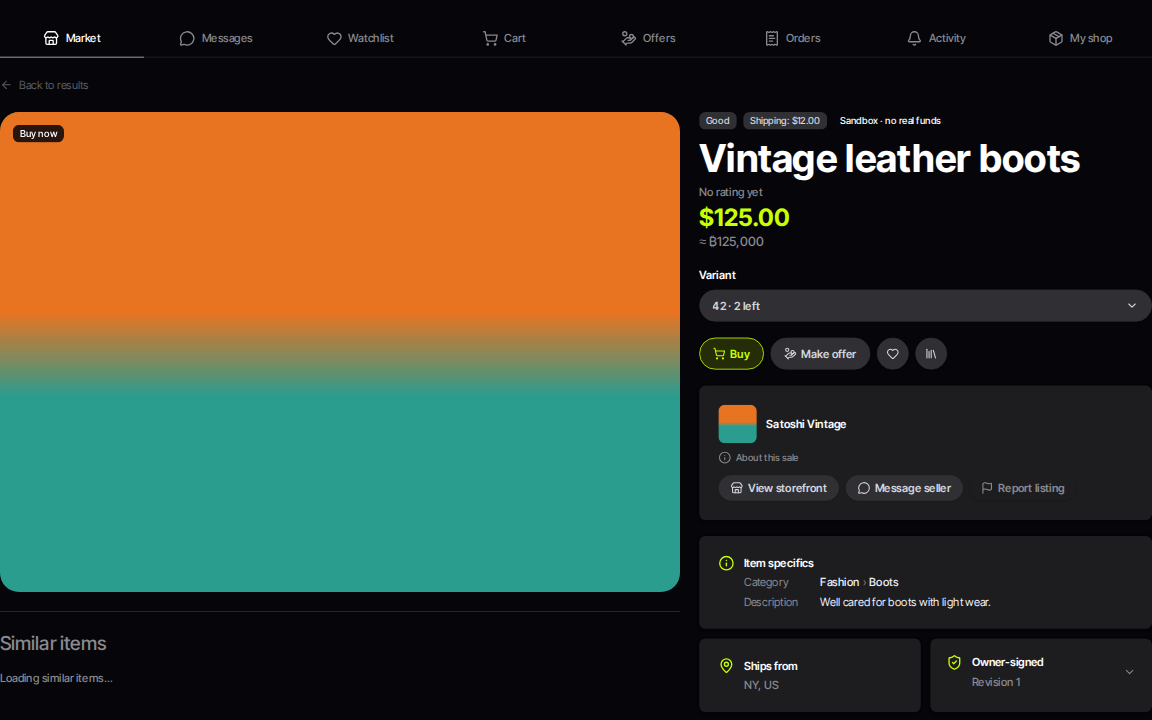 Market
Messages
Watchlist
Cart
Offers
Orders
Activity
My shop
Back to results
Buy now
Good
Shipping: $12.00
Sandbox · no real funds
Vintage leather boots
No rating yet
$125.00
≈ ₿125,000
Variant
42 · 2 left
Buy
Make offer
Satoshi Vintage
About this sale
View storefront
Message seller
Report listing
Item specifics
Category Fashion › Boots
Description Well cared for boots with light wear.
Ships from
NY, US
Owner-signed
Revision 1
Similar items
Loading similar items...